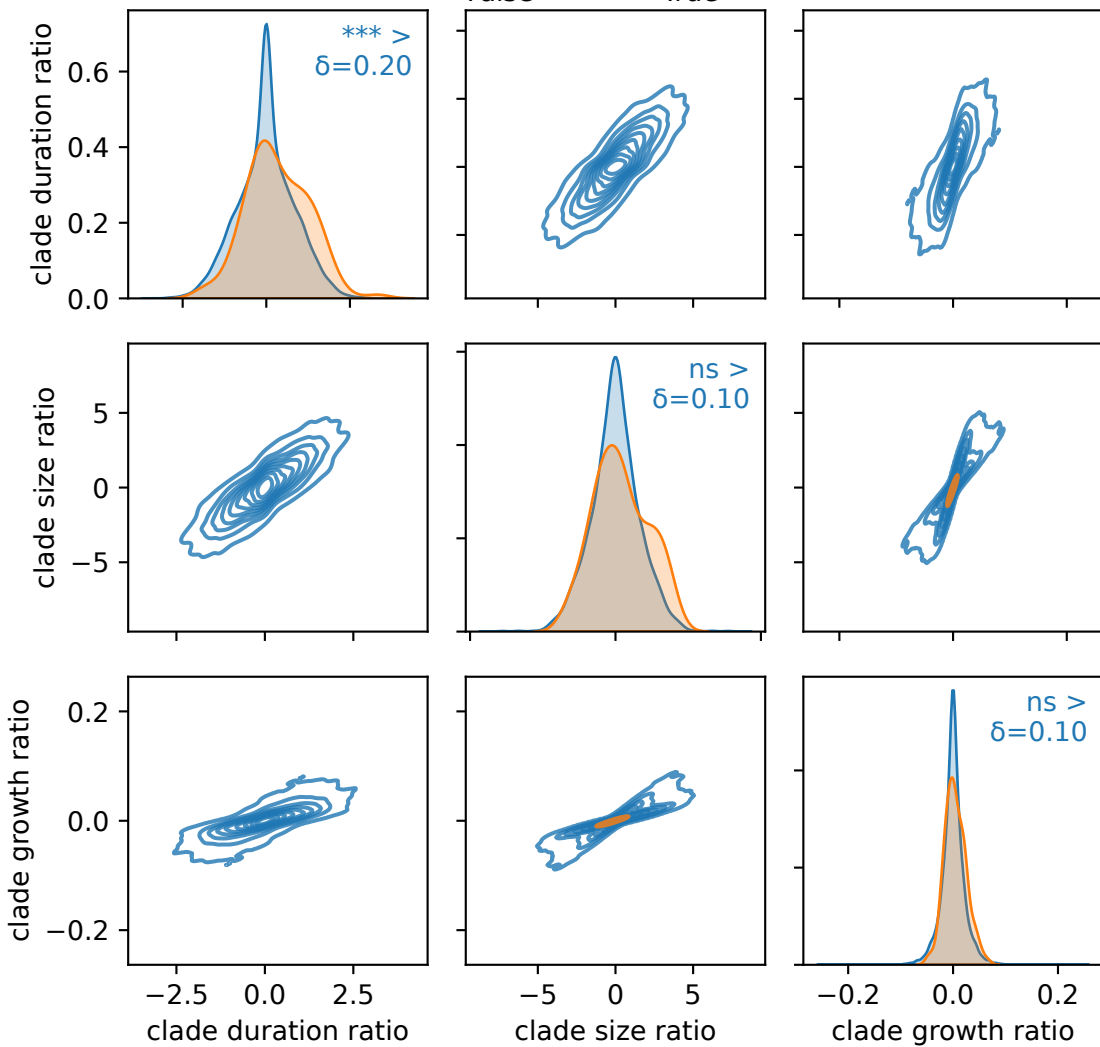 False True
clade duration ratio
0.6
0.4
0.2
0.0
*** >
δ=0.20
−2.5 0.0 2.5
clade size ratio
5
0
−5
ns >
δ=0.10
−5 0 5
clade growth ratio
0.2
0.0
−0.2
ns >
δ=0.10
−0.2 0.0 0.2
clade duration ratio
clade size ratio
clade growth ratio